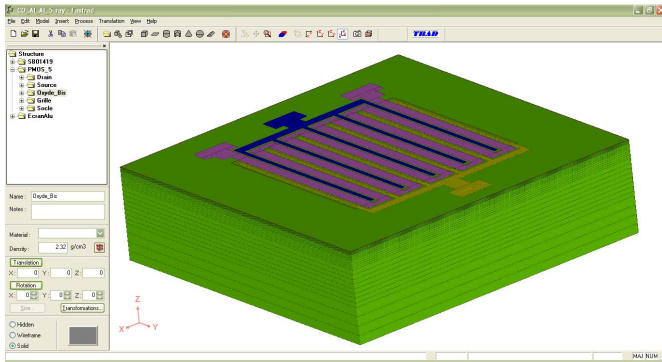 CO_Al_Al_5.ray - Fastrad
File Edit Model Insert Process Translation View Help
TRAD
Structure
SB01419
PMOS_5
Drain
Source
Oxyde_Bis
Grille
Socle
EcranAlu
Name : Oxyde_Bis
Notes :
Material :
Density : 2.32 g/cm3
Translation
X : 0 Y : 0 Z : 0
Rotation
X : 0 Y : 0 Z : 0
Transformations...
Hidden
Wireframe
Solid
Z
X
Y
MAJ NUM